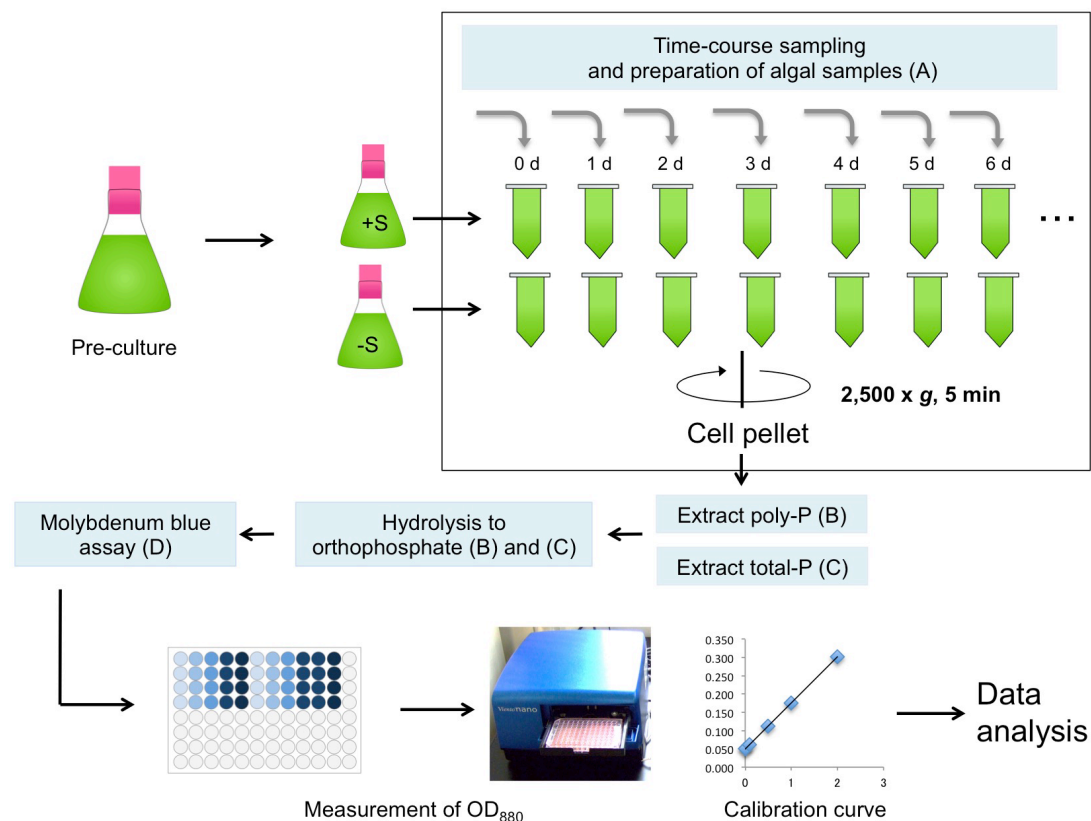 Time-course sampling
and preparation of algal samples (A)
0 d
1 d
2 d
3 d
4 d
5 d
6 d
...
+S
-S
Pre-culture
2,500 x g, 5 min
Cell pellet
Molybdenum blue
assay (D)
Hydrolysis to
orthophosphate (B) and (C)
Extract poly-P (B)
Extract total-P (C)
nano
0.350
0.300
0.250
0.200
0.150
0.100
0.050
0.000
0
1
2
3
Data
analysis
Measurement of OD880
Calibration curve